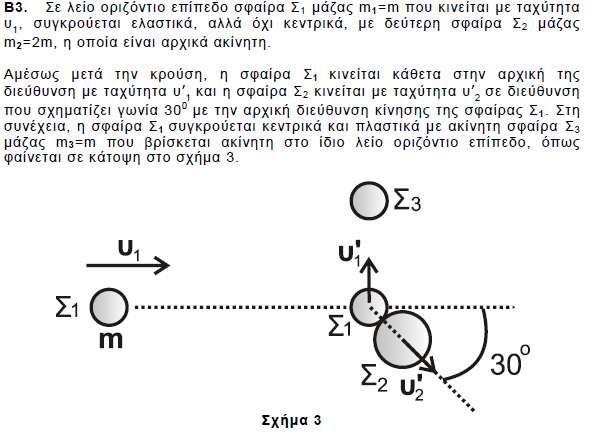 B3. Σε λείο οριζόντιο επίπεδο σφαίρα Σ₁ μάζας m₁=m που κινείται με ταχύτητα
υ₁, συγκρούεται ελαστικά, αλλά όχι κεντρικά, με δεύτερη σφαίρα Σ₂ μάζας
m₂=2m, η οποία είναι αρχικά ακίνητη.
Αμέσως μετά την κρούση, η σφαίρα Σ₁ κινείται κάθετα στην αρχική της
διεύθυνση με ταχύτητα υ′₁ και η σφαίρα Σ₂ κινείται με ταχύτητα υ′₂ σε διεύθυνση
που σχηματίζει γωνία 30⁰ με την αρχική διεύθυνση κίνησης της σφαίρας Σ₁. Στη
συνέχεια, η σφαίρα Σ₁ συγκρούεται κεντρικά και πλαστικά με ακίνητη σφαίρα Σ₃
μάζας m₃=m που βρίσκεται ακίνητη στο ίδιο λείο οριζόντιο επίπεδο, όπως
φαίνεται σε κάτοψη στο σχήμα 3.
Σ₃
υ₁
υ₁'
Σ₁
Σ₁
m
30⁰
Σ₂
υ₂'
Σχήμα 3